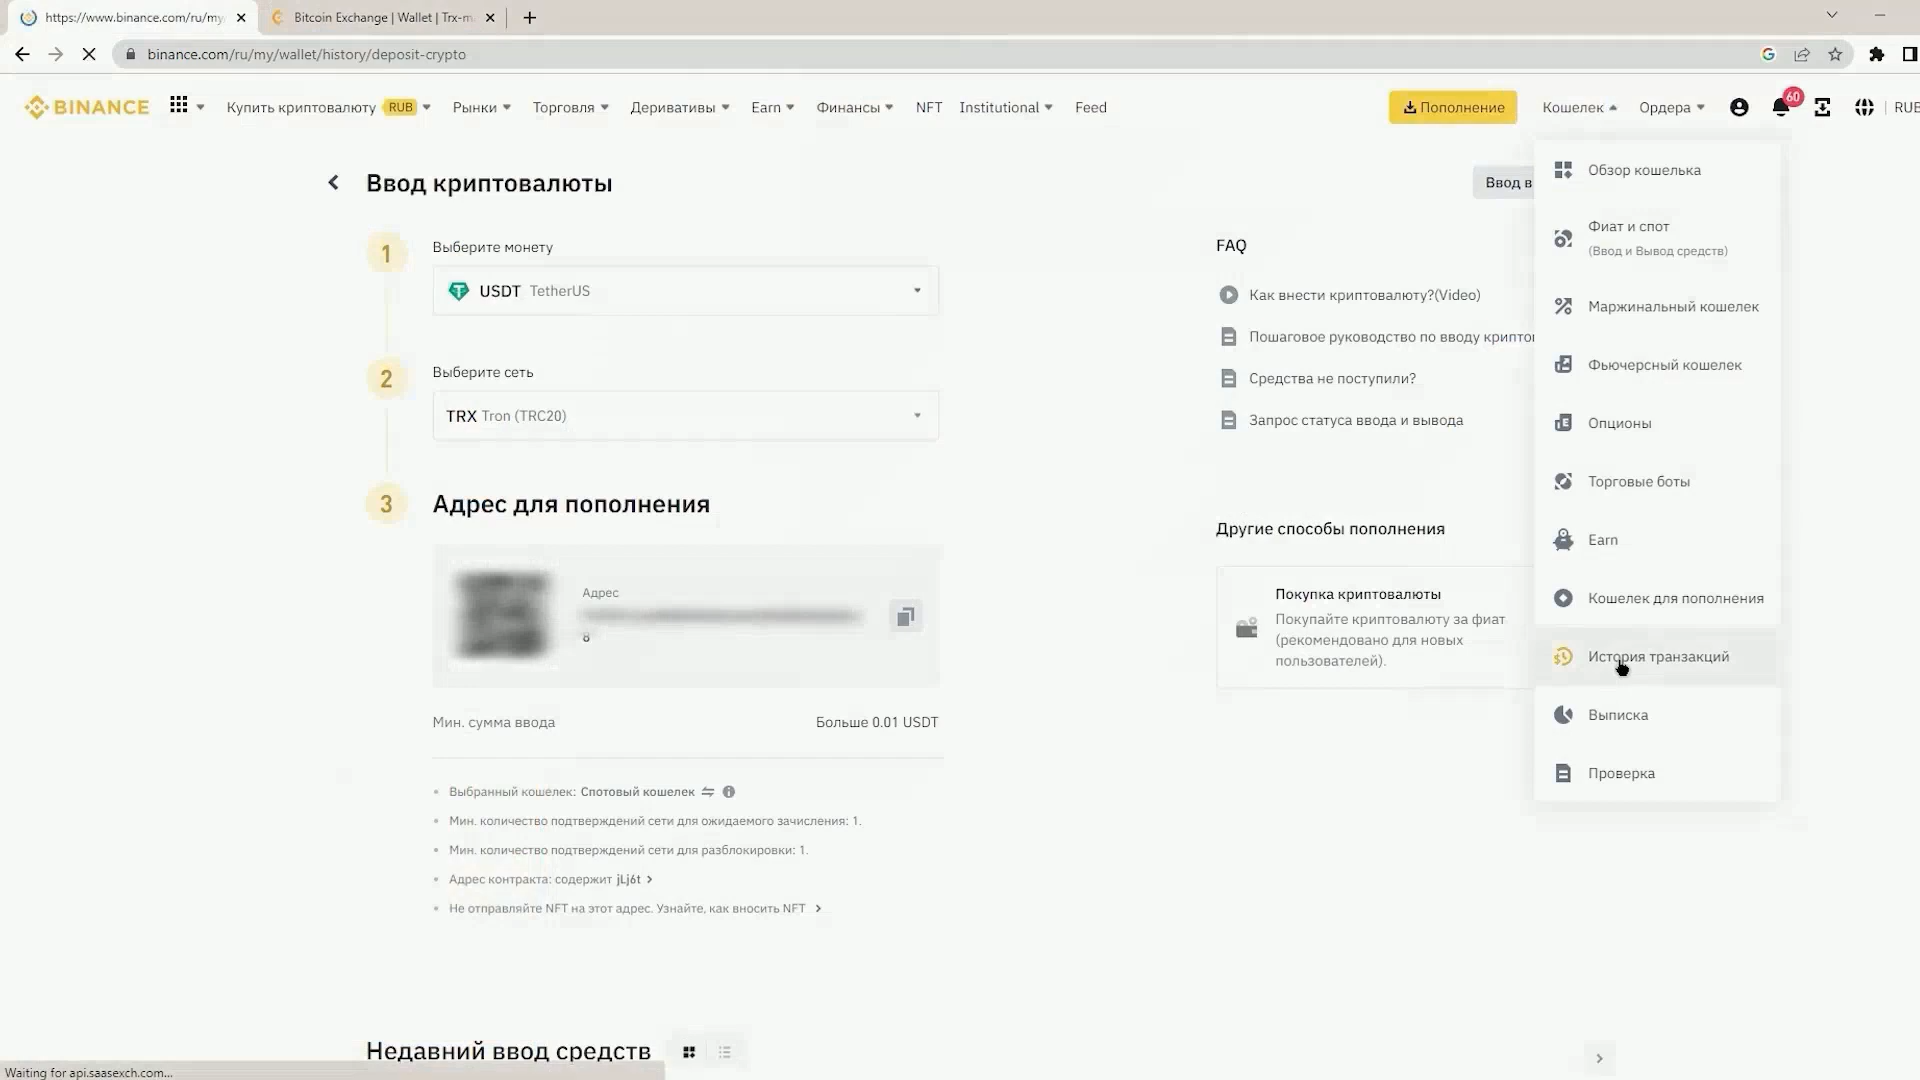 https://www.binance.com/ru/my
Bitcoin Exchange | Wallet | Trx-m
binance.com/ru/my/wallet/history/deposit-crypto
BINANCE
Купить криптовалюту RUB
Рынки
Торговля
Деривативы
Earn
Финансы
NFT
Institutional
Feed
Пополнение
Кошелек
Ордера
60
RUB
Ввод криптовалюты
Ввод в
1
Выберите монету
USDT TetherUS
2
Выберите сеть
TRX Tron (TRC20)
3
Адрес для пополнения
Адрес
8
Мин. сумма ввода
Больше 0.01 USDT
Выбранный кошелек: Спотовый кошелек
Мин. количество подтверждений сети для ожидаемого зачисления: 1.
Мин. количество подтверждений сети для разблокировки: 1.
Адрес контракта: содержит jLj6t
Не отправляйте NFT на этот адрес. Узнайте, как вносить NFT
FAQ
Как внести криптовалюту?(Video)
Пошаговое руководство по вводу крипто
Средства не поступили?
Запрос статуса ввода и вывода
Другие способы пополнения
Покупка криптовалюты
Покупайте криптовалюту за фиат
(рекомендовано для новых
пользователей).
Обзор кошелька
Фиат и спот
(Ввод и Вывод средств)
Маржинальный кошелек
Фьючерсный кошелек
Опционы
Торговые боты
Earn
Кошелек для пополнения
История транзакций
Выписка
Проверка
Недавний ввод средств
Waiting for api.saasexch.com...